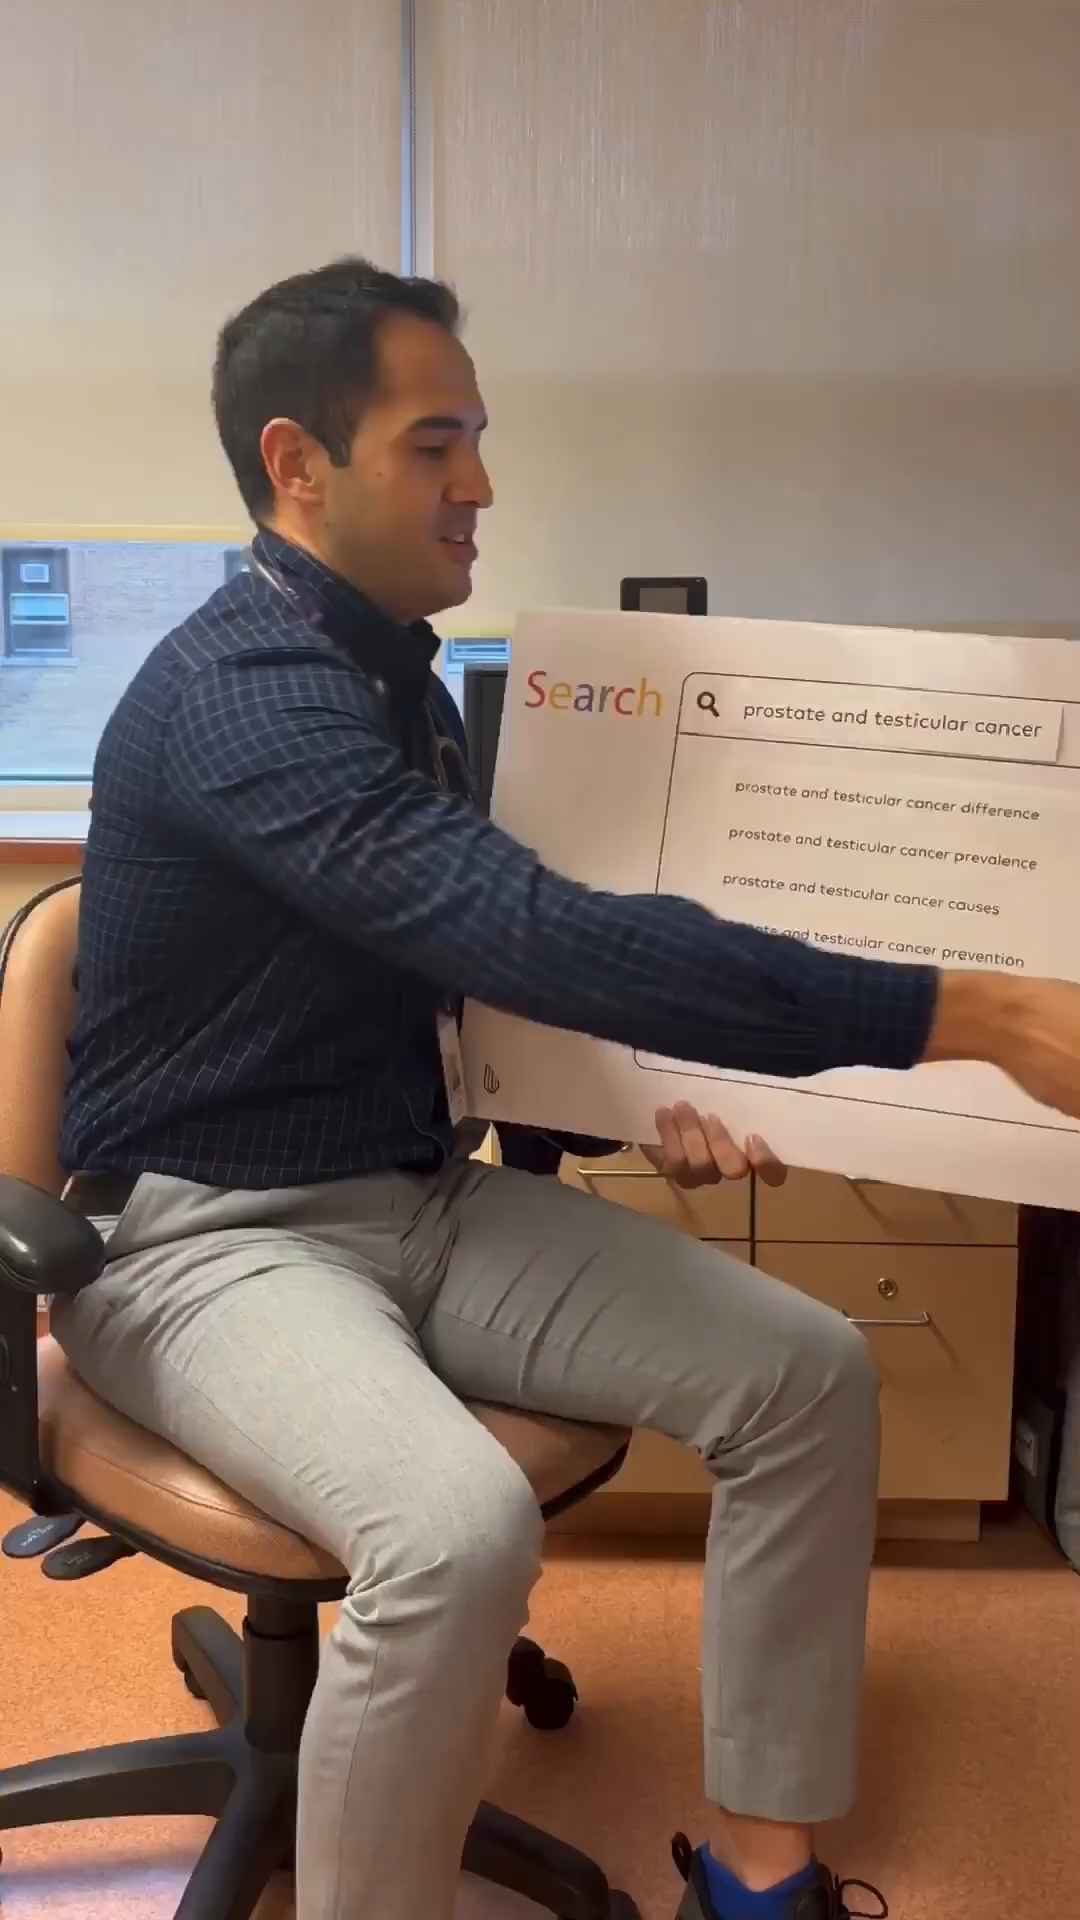 Search
prostate and testicular cancer
prostate and testicular cancer difference
prostate and testicular cancer prevalence
prostate and testicular cancer causes
and testicular cancer prevention